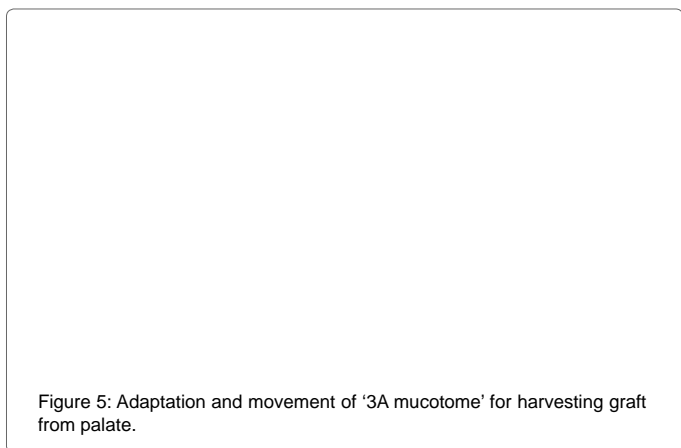 Figure 5: Adaptation and movement of ‘3A mucotome’ for harvesting graft
from palate.